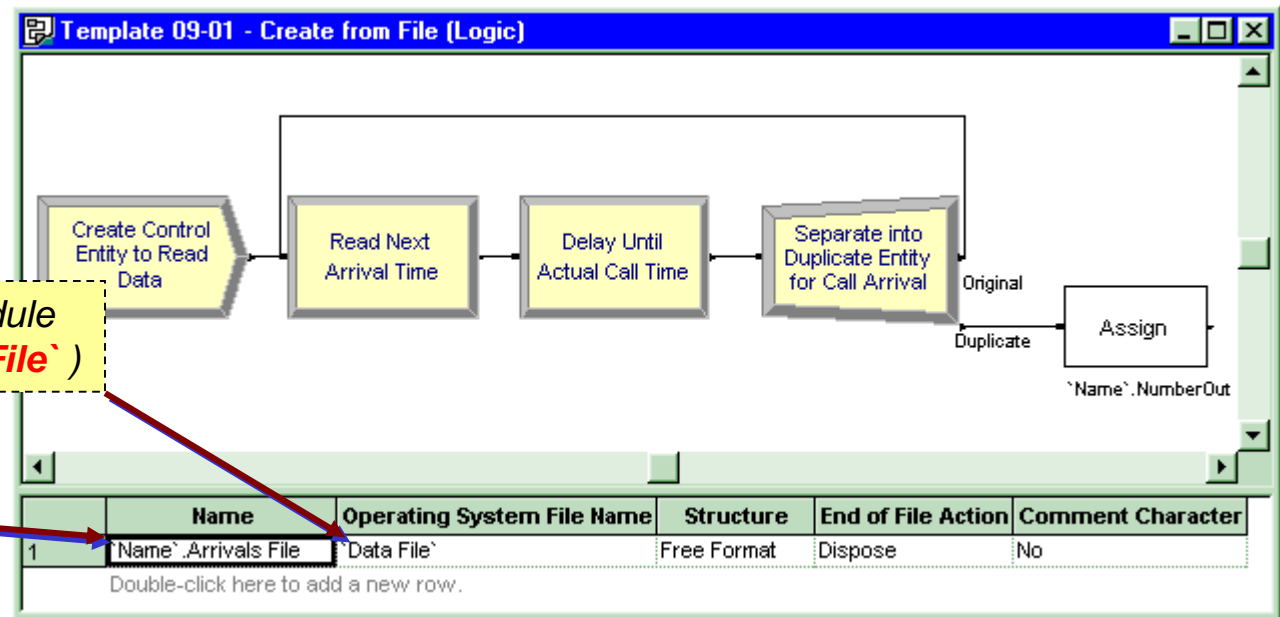 Template 09-01 - Create from File (Logic)
Create Control
Entity to Read
Data
Read Next
Arrival Time
Delay Until
Actual Call Time
Separate into
Duplicate Entity
for Call Arrival
Original
Duplicate
Assign
`Name`.NumberOut
File` )
Name Operating System File Name Structure End of File Action Comment Character
1 `Name`.Arrivals File `Data File` Free Format Dispose No
Double-click here to add a new row.